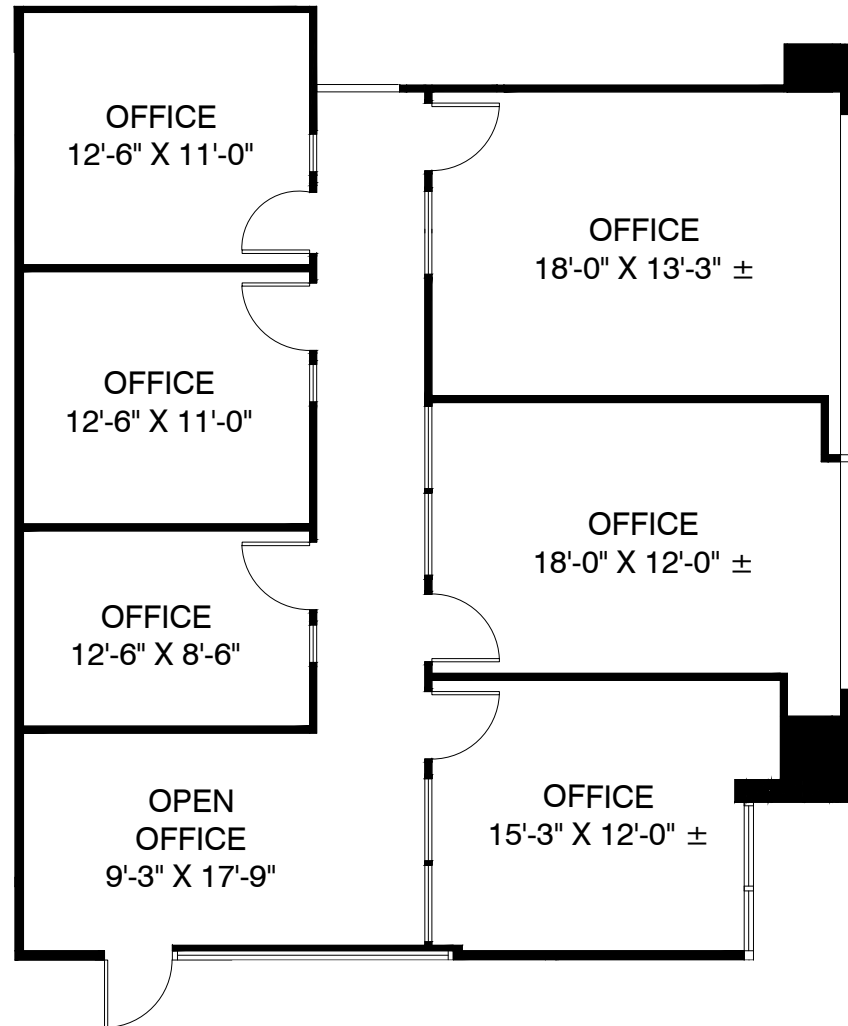 OFFICE
12'-6" X 11'-0"
OFFICE
18'-0" X 13'-3" ±
OFFICE
12'-6" X 11'-0"
OFFICE
18'-0" X 12'-0" ±
OFFICE
12'-6" X 8'-6"
OPEN
OFFICE
9'-3" X 17'-9"
OFFICE
15'-3" X 12'-0" ±